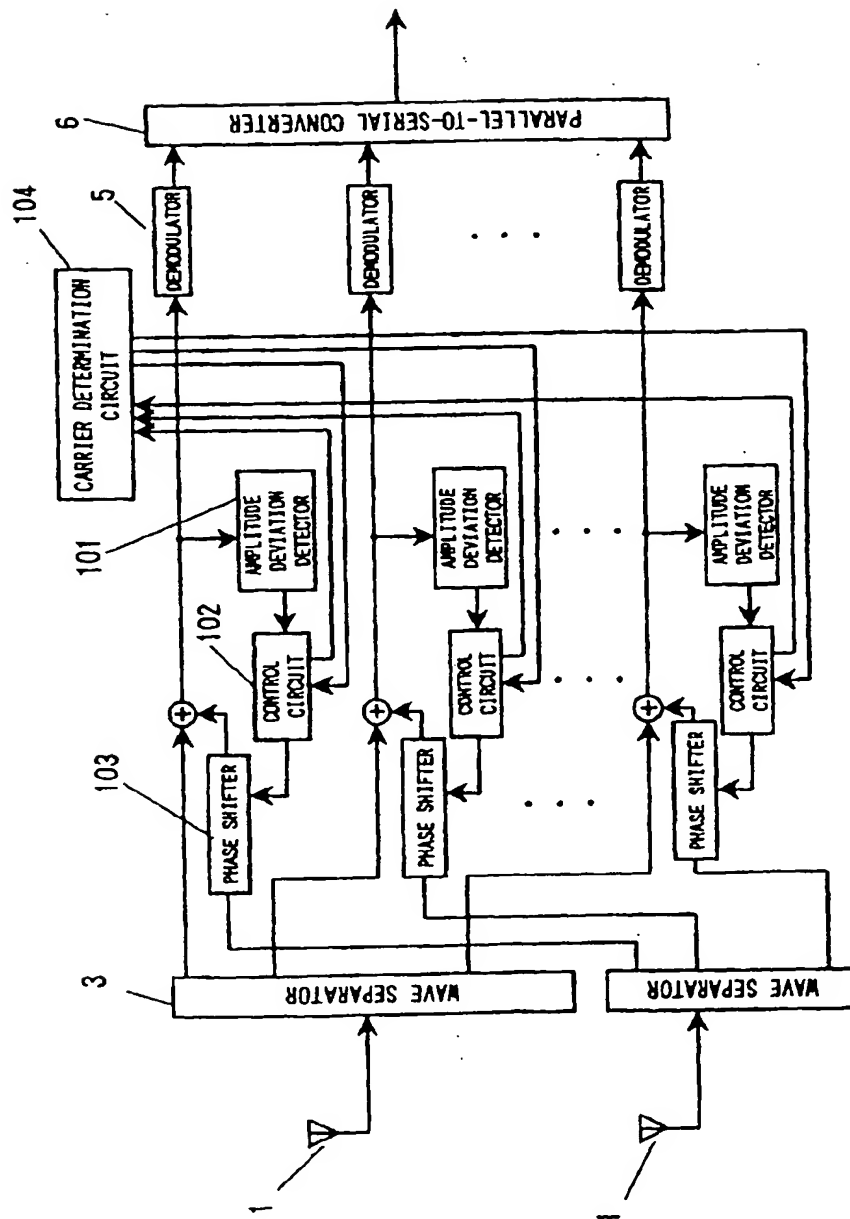 104
CARRIER DETERMINATION
CIRCUIT
5
6
DEMODULATOR
PARALLEL-TO-SERIAL CONVERTER
101
AMPLITUDE
DEVIATION
DETECTOR
102
CONTROL
CIRCUIT
103
PHASE SHIFTER
DEMODULATOR
AMPLITUDE
DEVIATION
DETECTOR
CONTROL
CIRCUIT
PHASE SHIFTER
. . .
. . .
. . .
. . .
DEMODULATOR
AMPLITUDE
DEVIATION
DETECTOR
CONTROL
CIRCUIT
PHASE SHIFTER
3
WAVE SEPARATOR
WAVE SEPARATOR
1